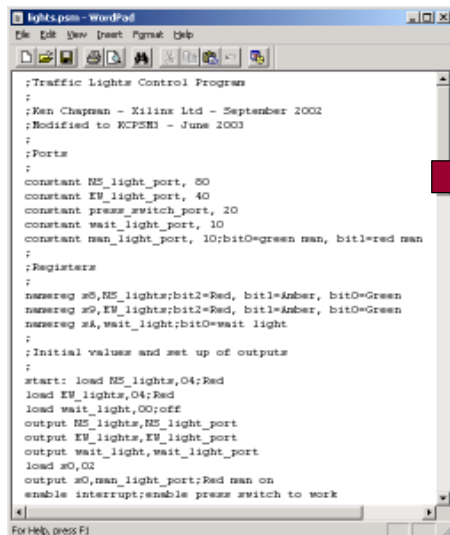 lights.psm - WordPad
File Edit View Insert Format Help
;Traffic Lights Control Program
;
;Ken Chapman - Xilinx Ltd - September 2002
;Modified to KCPSM3 - June 2003
;
;Ports
;
constant NS_light_port, 80
constant EW_light_port, 40
constant press_switch_port, 20
constant wait_light_port, 10
constant man_light_port, 10;bit0=green man, bit1=red man
;
;Registers
;
namereg s8,NS_lights;bit2=Red, bit1=Amber, bit0=Green
namereg s9,EW_lights;bit2=Red, bit1=Amber, bit0=Green
namereg sA,wait_light;bit0=wait light
;
;Initial values and set up of outputs
;
start: load NS_lights,04;Red
load EW_lights,04;Red
load wait_light,00;off
output NS_lights,NS_light_port
output EW_lights,EW_light_port
output wait_light,wait_light_port
load s0,02
output s0,man_light_port;Red man on
enable interrupt;enable press switch to work
For Help, press F1